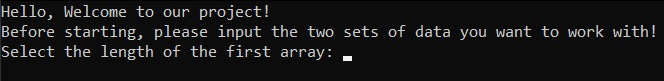 Hello, Welcome to our project!
Before starting, please input the two sets of data you want to work with!
Select the length of the first array: